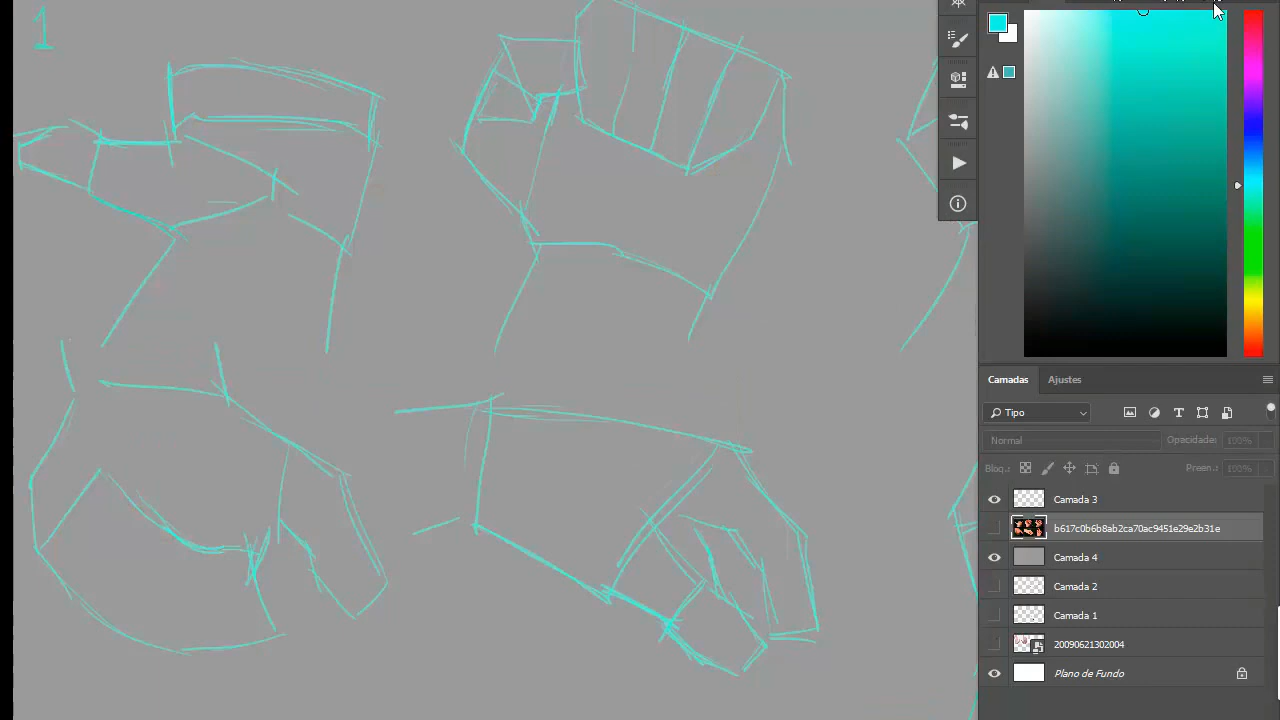 1
Camadas Ajustes
Tipo
Normal Opacidade: 100%
Bloq.: Preen.: 100%
Camada 3
b617c0b6b8ab2ca70ac9451e29e2b31e
Camada 4
Camada 2
Camada 1
20090621302004
Plano de Fundo